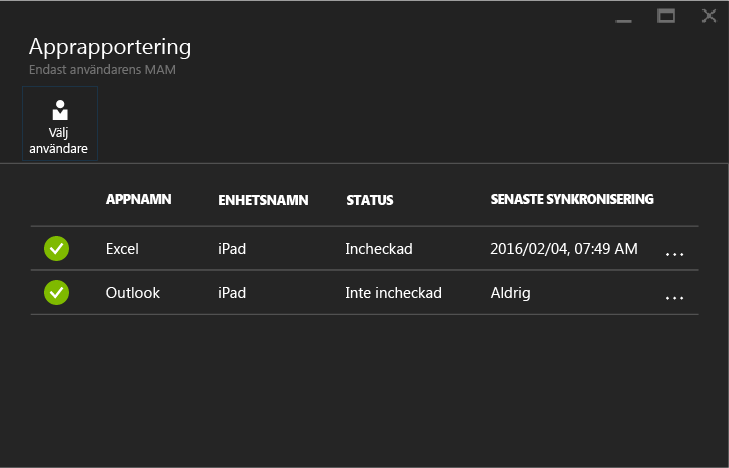 Apprapportering
Endast användarens MAM
Välj
användare
APPNAMN ENHETSNAMN STATUS SENASTE SYNKRONISERING
Excel iPad Incheckad 2016/02/04, 07:49 AM ...
Outlook iPad Inte incheckad Aldrig ...